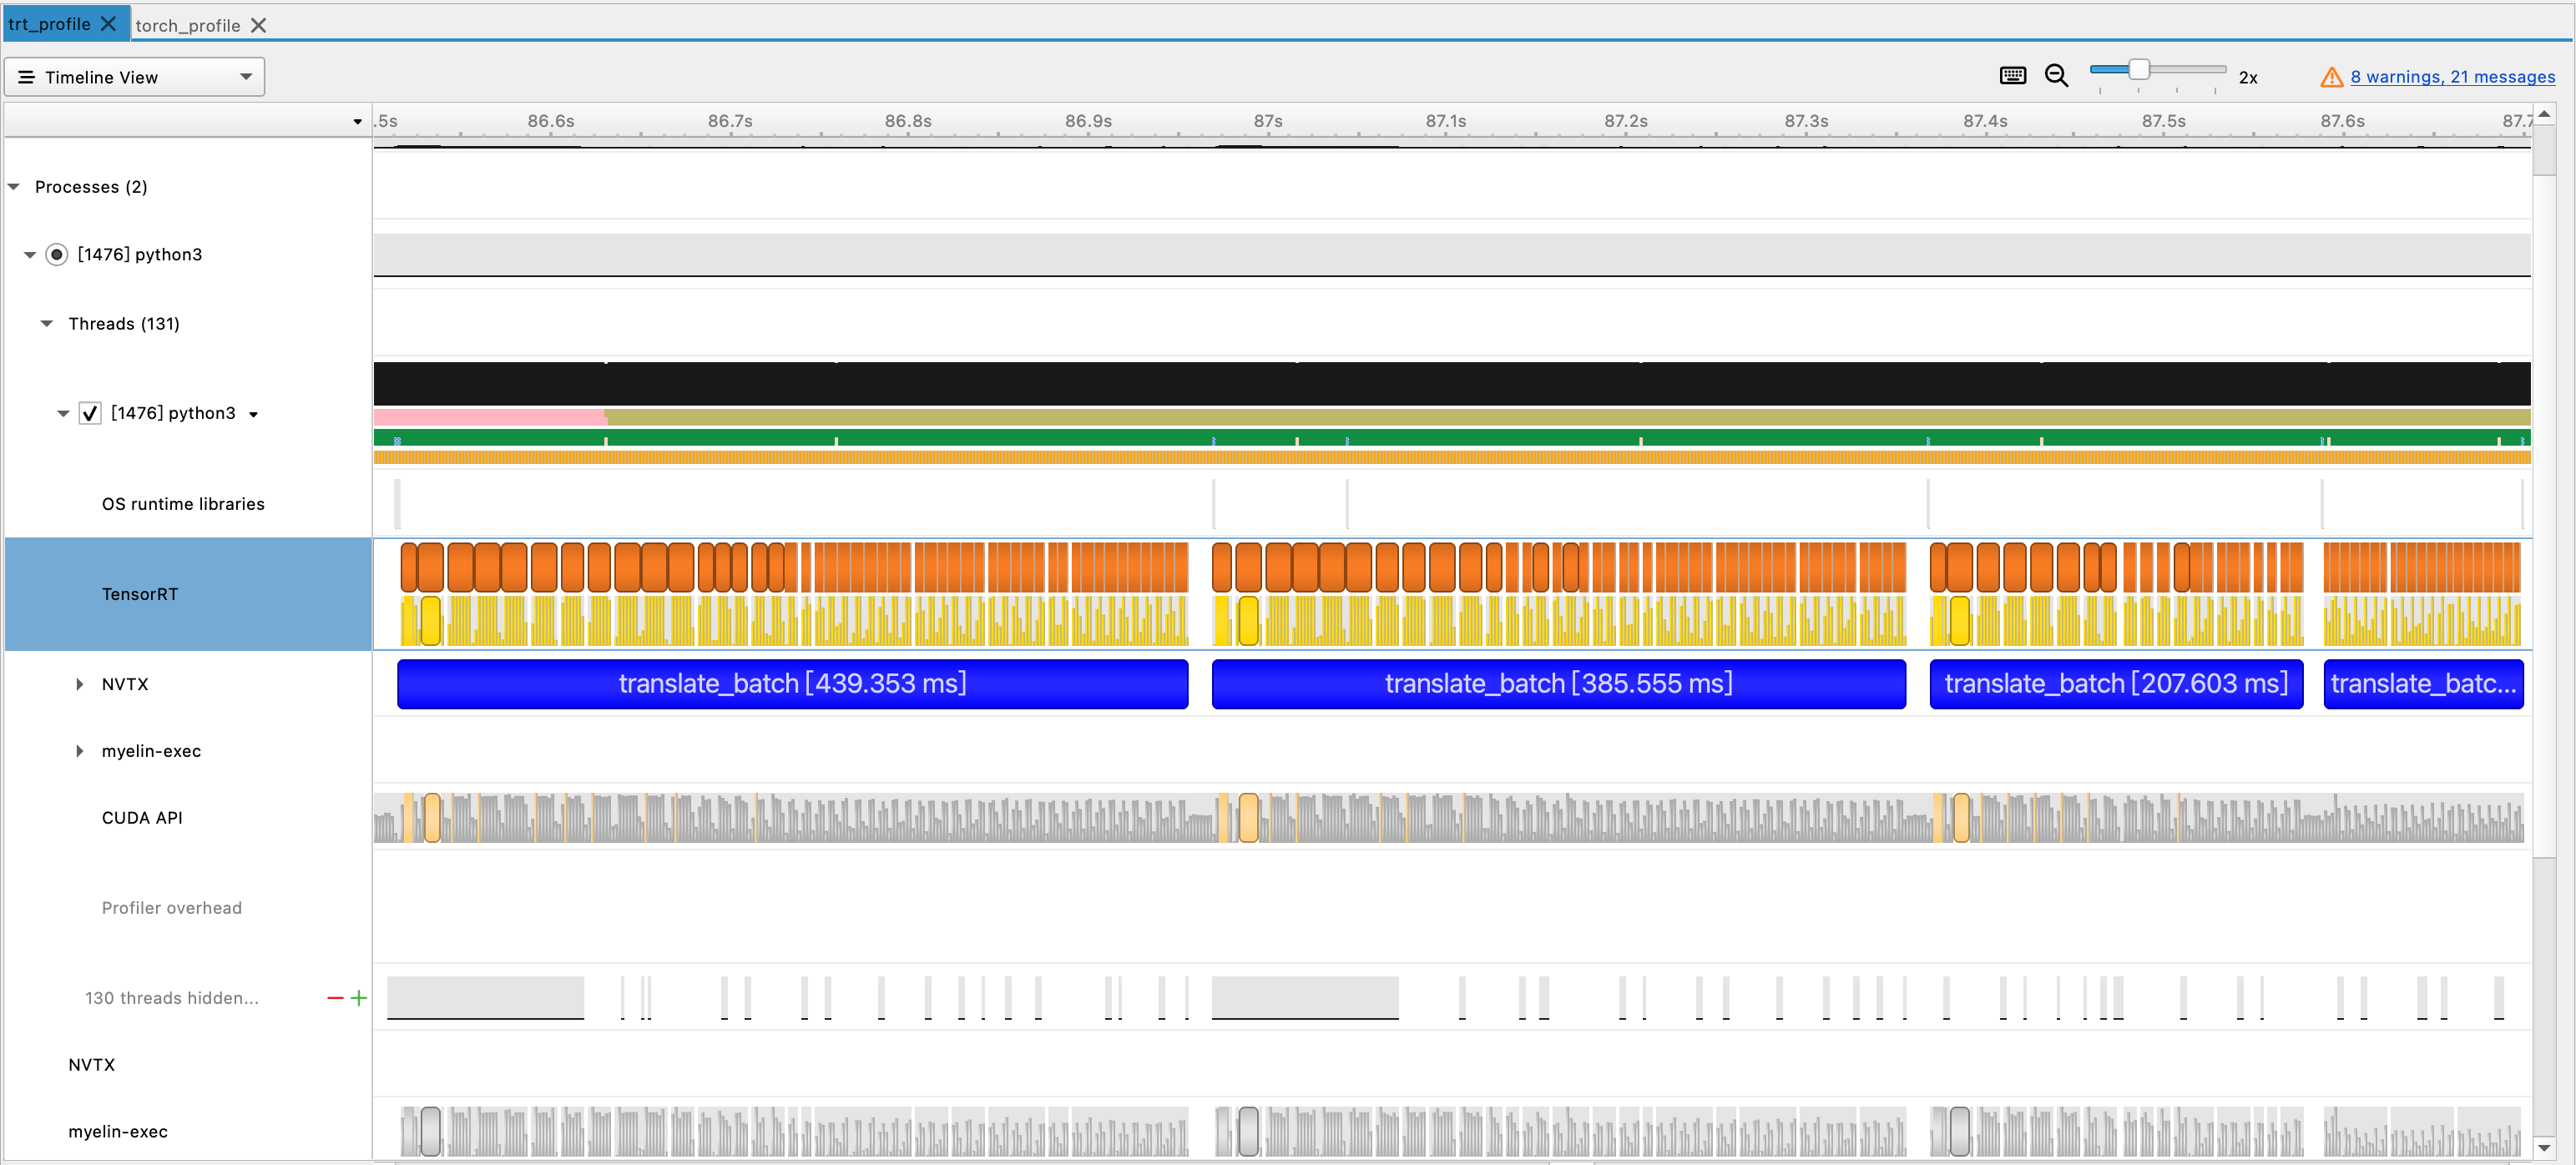 trt_profile
torch_profile
Timeline View
2x
8 warnings, 21 messages
.5s 86.6s 86.7s 86.8s 86.9s 87s 87.1s 87.2s 87.3s 87.4s 87.5s 87.6s 87.7
Processes (2)
[1476] python3
Threads (131)
[1476] python3
OS runtime libraries
TensorRT
NVTX
translate_batch [439.353 ms]
translate_batch [385.555 ms]
translate_batch [207.603 ms]
translate_batc...
myelin-exec
CUDA API
Profiler overhead
130 threads hidden...
NVTX
myelin-exec